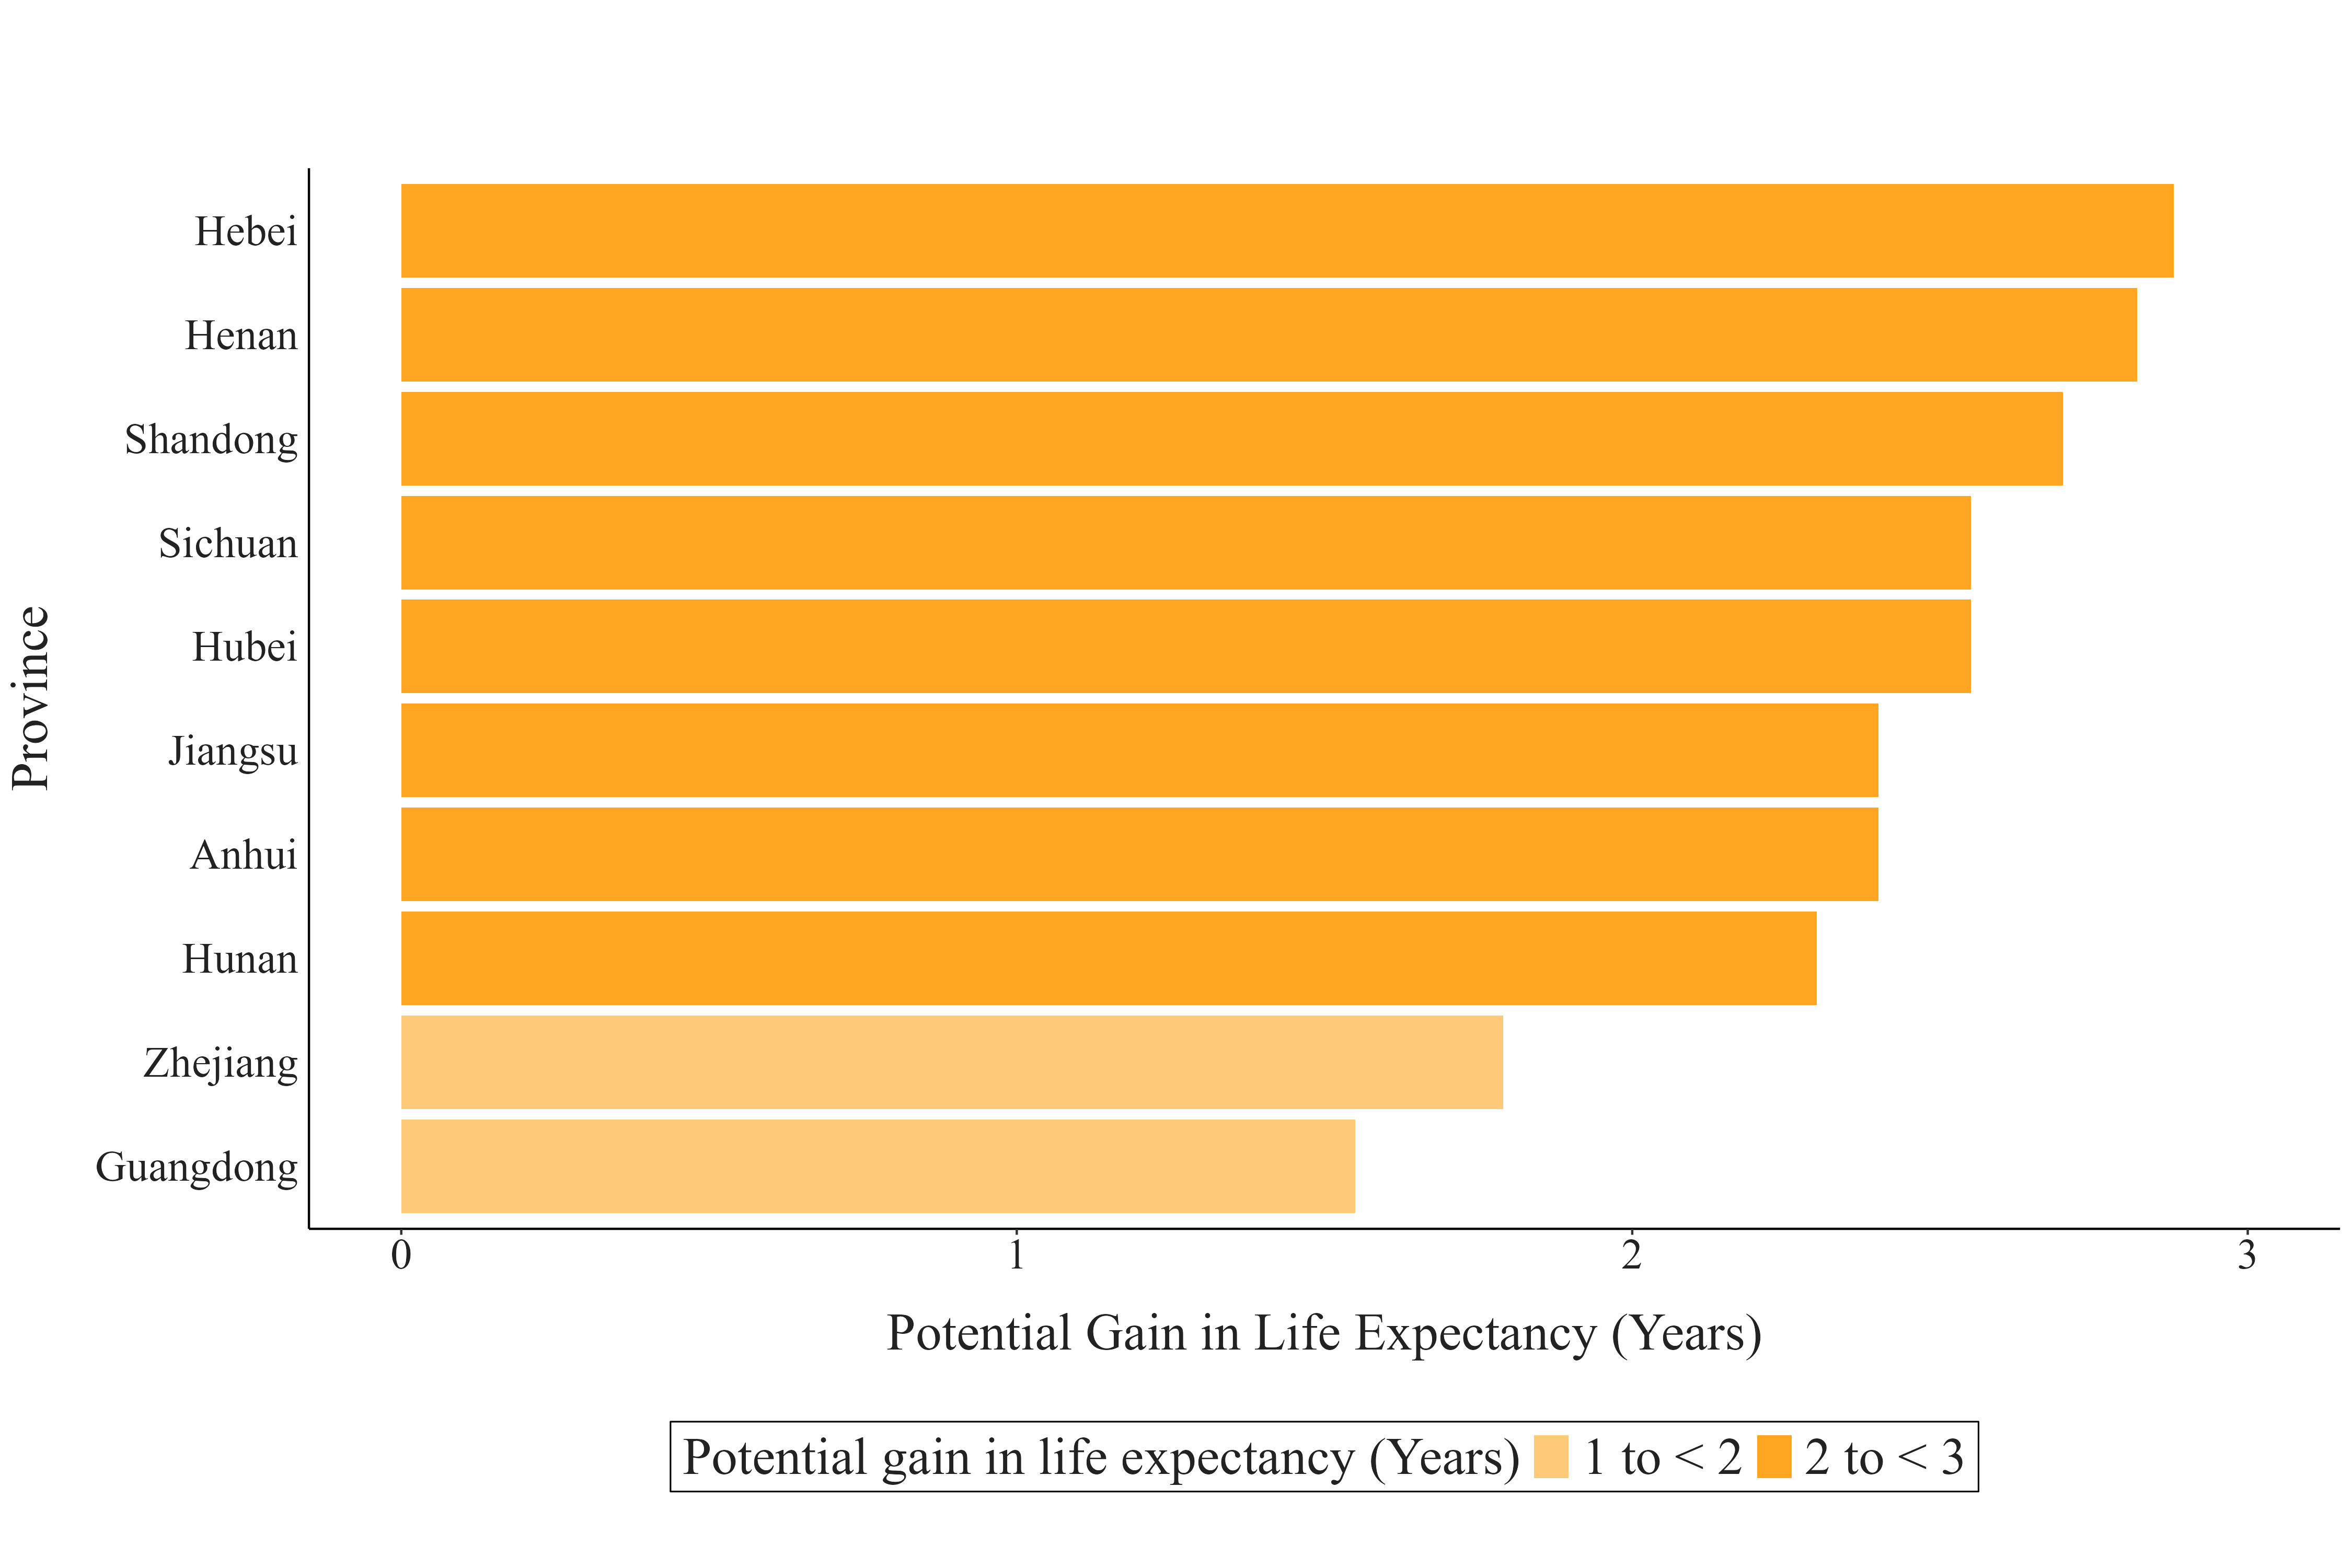 Province
Hebei
Henan
Shandong
Sichuan
Hubei
Jiangsu
Anhui
Hunan
Zhejiang
Guangdong
0 1 2 3
Potential Gain in Life Expectancy (Years)
Potential gain in life expectancy (Years) 1 to < 2 2 to < 3